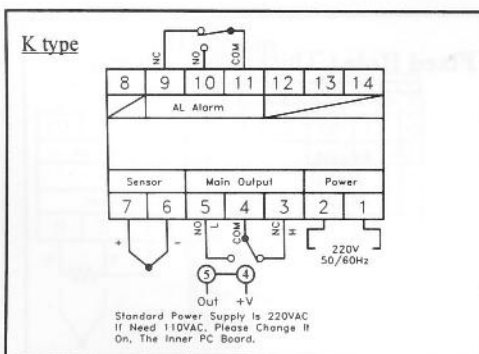 K type
NC NO COM
8 9 10 11 12 13 14
AL Alarm
Sensor Main Output Power
7 6 5 4 3 2 1
+ - NO L COM NC H
220V
50/60Hz
5 4
Out +V
Standard Power Supply Is 220VAC
If Need 110VAC, Please Change It
On, The Inner PC Board.